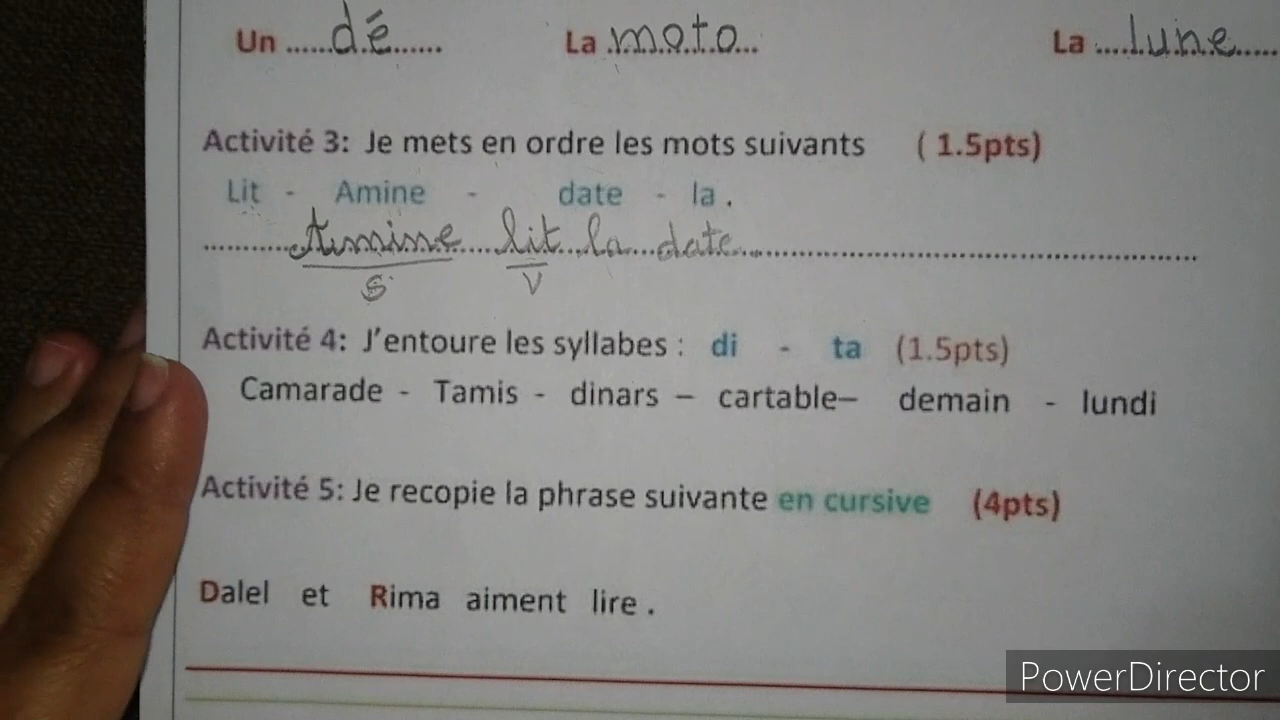 Un ......dé....... La .moto... La .....lune.....
Activité 3: Je mets en ordre les mots suivants ( 1.5pts)
Lit - Amine - date - la .
Amine lit la date
S V
Activité 4: J'entoure les syllabes : di - ta (1.5pts)
Camarade - Tamis - dinars – cartable– demain - lundi
Activité 5: Je recopie la phrase suivante en cursive (4pts)
Dalel et Rima aiment lire .
PowerDirector